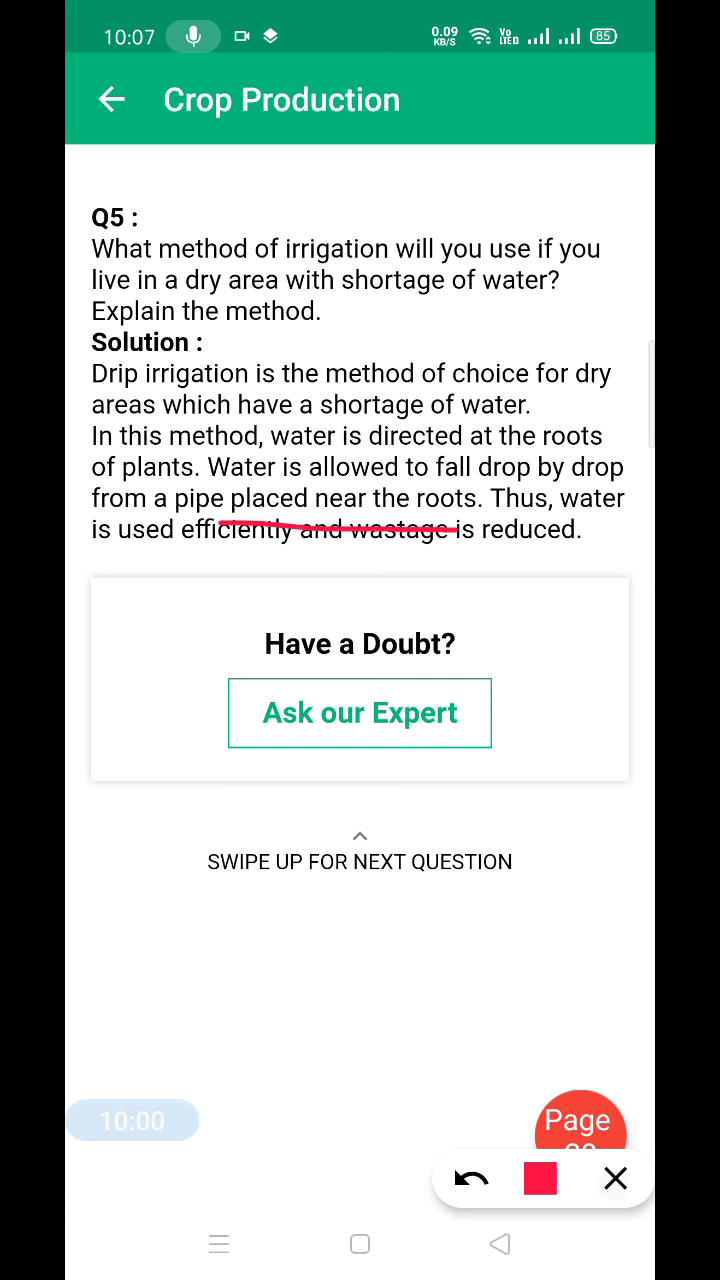 10:07
0.09 KB/S
Vo LTE
85
Crop Production
Q5 :
What method of irrigation will you use if you
live in a dry area with shortage of water?
Explain the method.
Solution :
Drip irrigation is the method of choice for dry
areas which have a shortage of water.
In this method, water is directed at the roots
of plants. Water is allowed to fall drop by drop
from a pipe placed near the roots. Thus, water
is used efficiently and wastage is reduced.
Have a Doubt?
Ask our Expert
SWIPE UP FOR NEXT QUESTION
10:00
Page